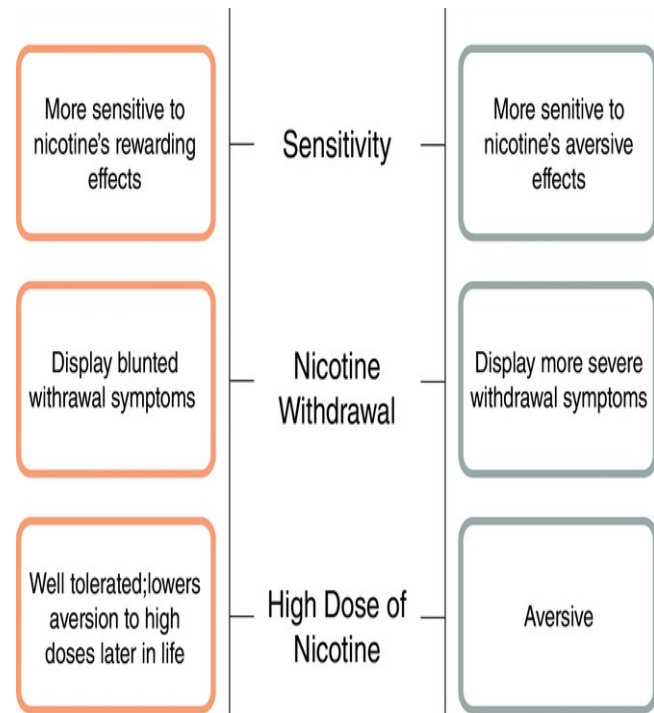 More sensitive to
nicotine's rewarding
effects
Sensitivity
More senitive to
nicotine's aversive
effects
Display blunted
withrawal symptoms
Nicotine
Withdrawal
Display more severe
withdrawal symptoms
Well tolerated;lowers
aversion to high
doses later in life
High Dose of
Nicotine
Aversive